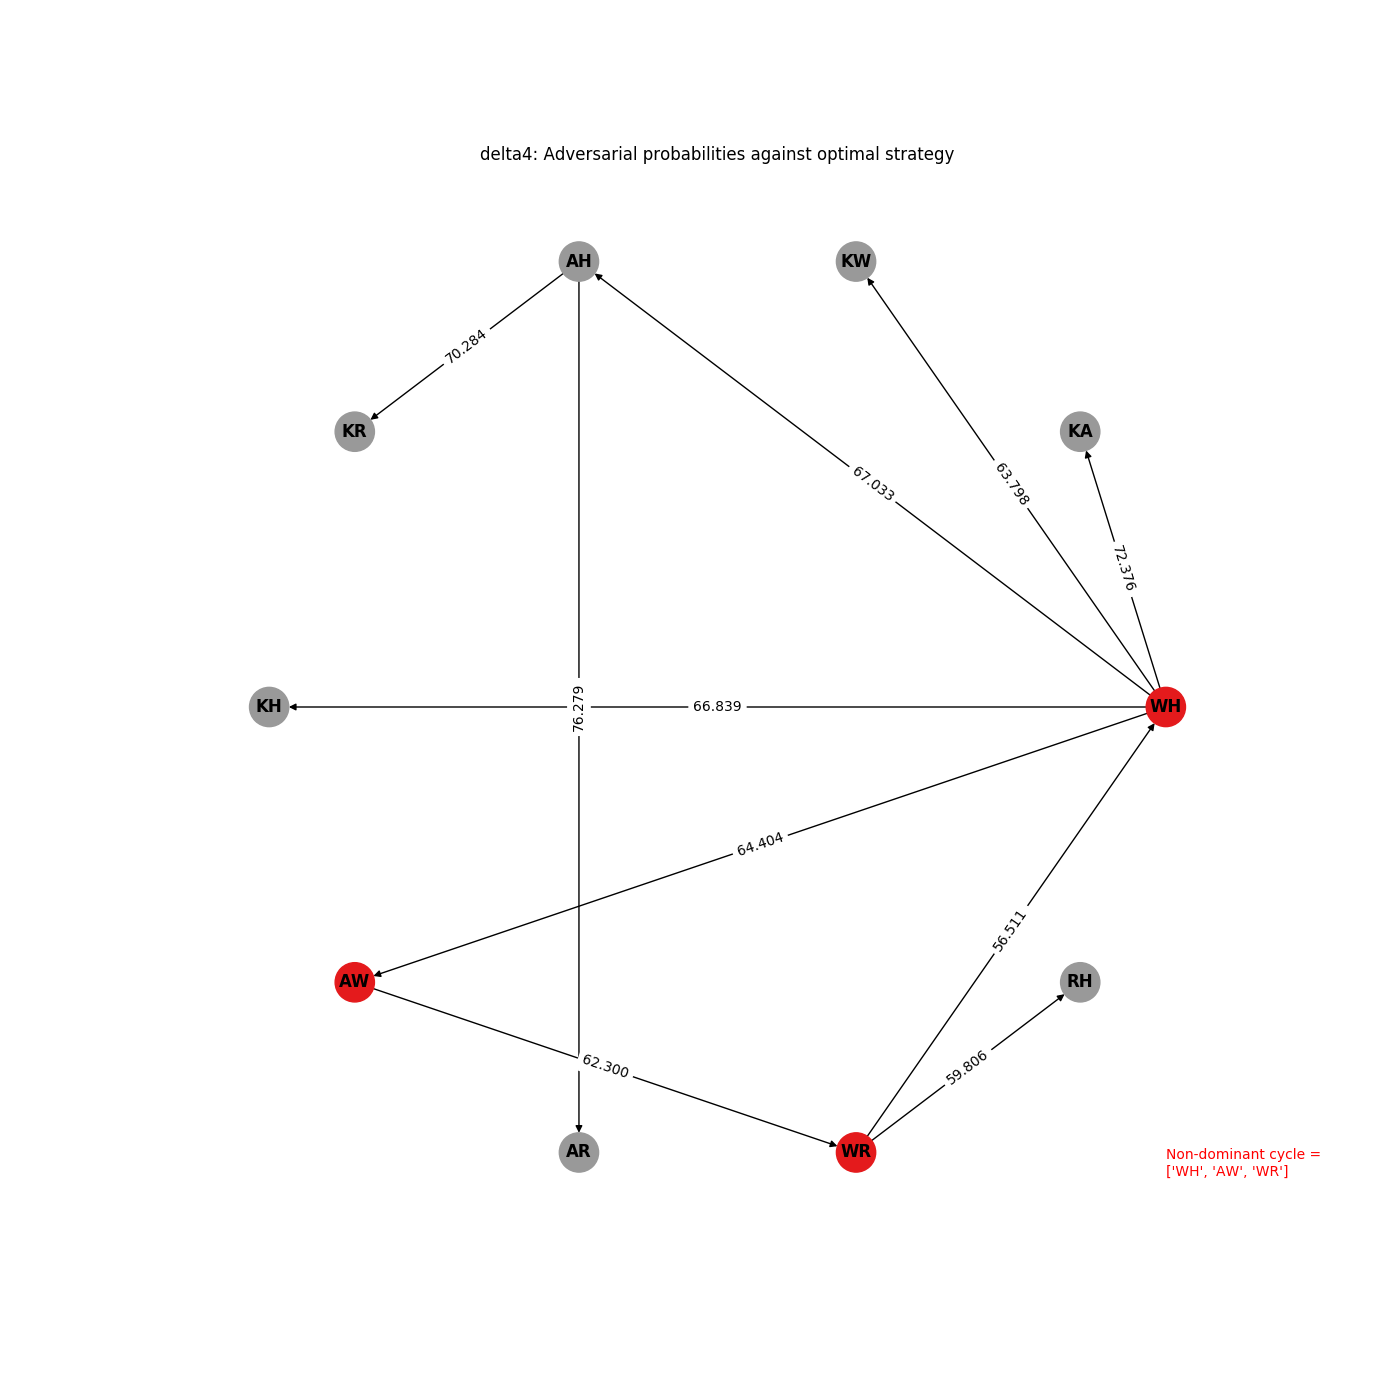 delta4: Adversarial probabilities against optimal strategy
AH
KW
70.284
KR
KA
67.033
63.798
72.376
KH
76.279
66.839
WH
64.404
56.511
AW
RH
62.300
59.806
AR
WR
Non-dominant cycle =
['WH', 'AW', 'WR']